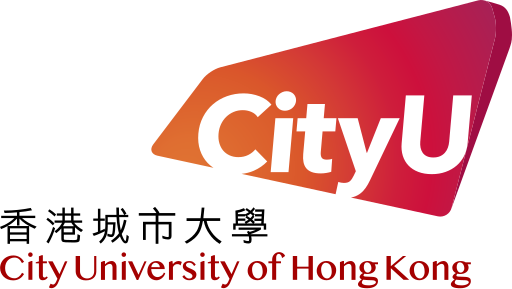 CityU
香港城市大學
City University of Hong Kong